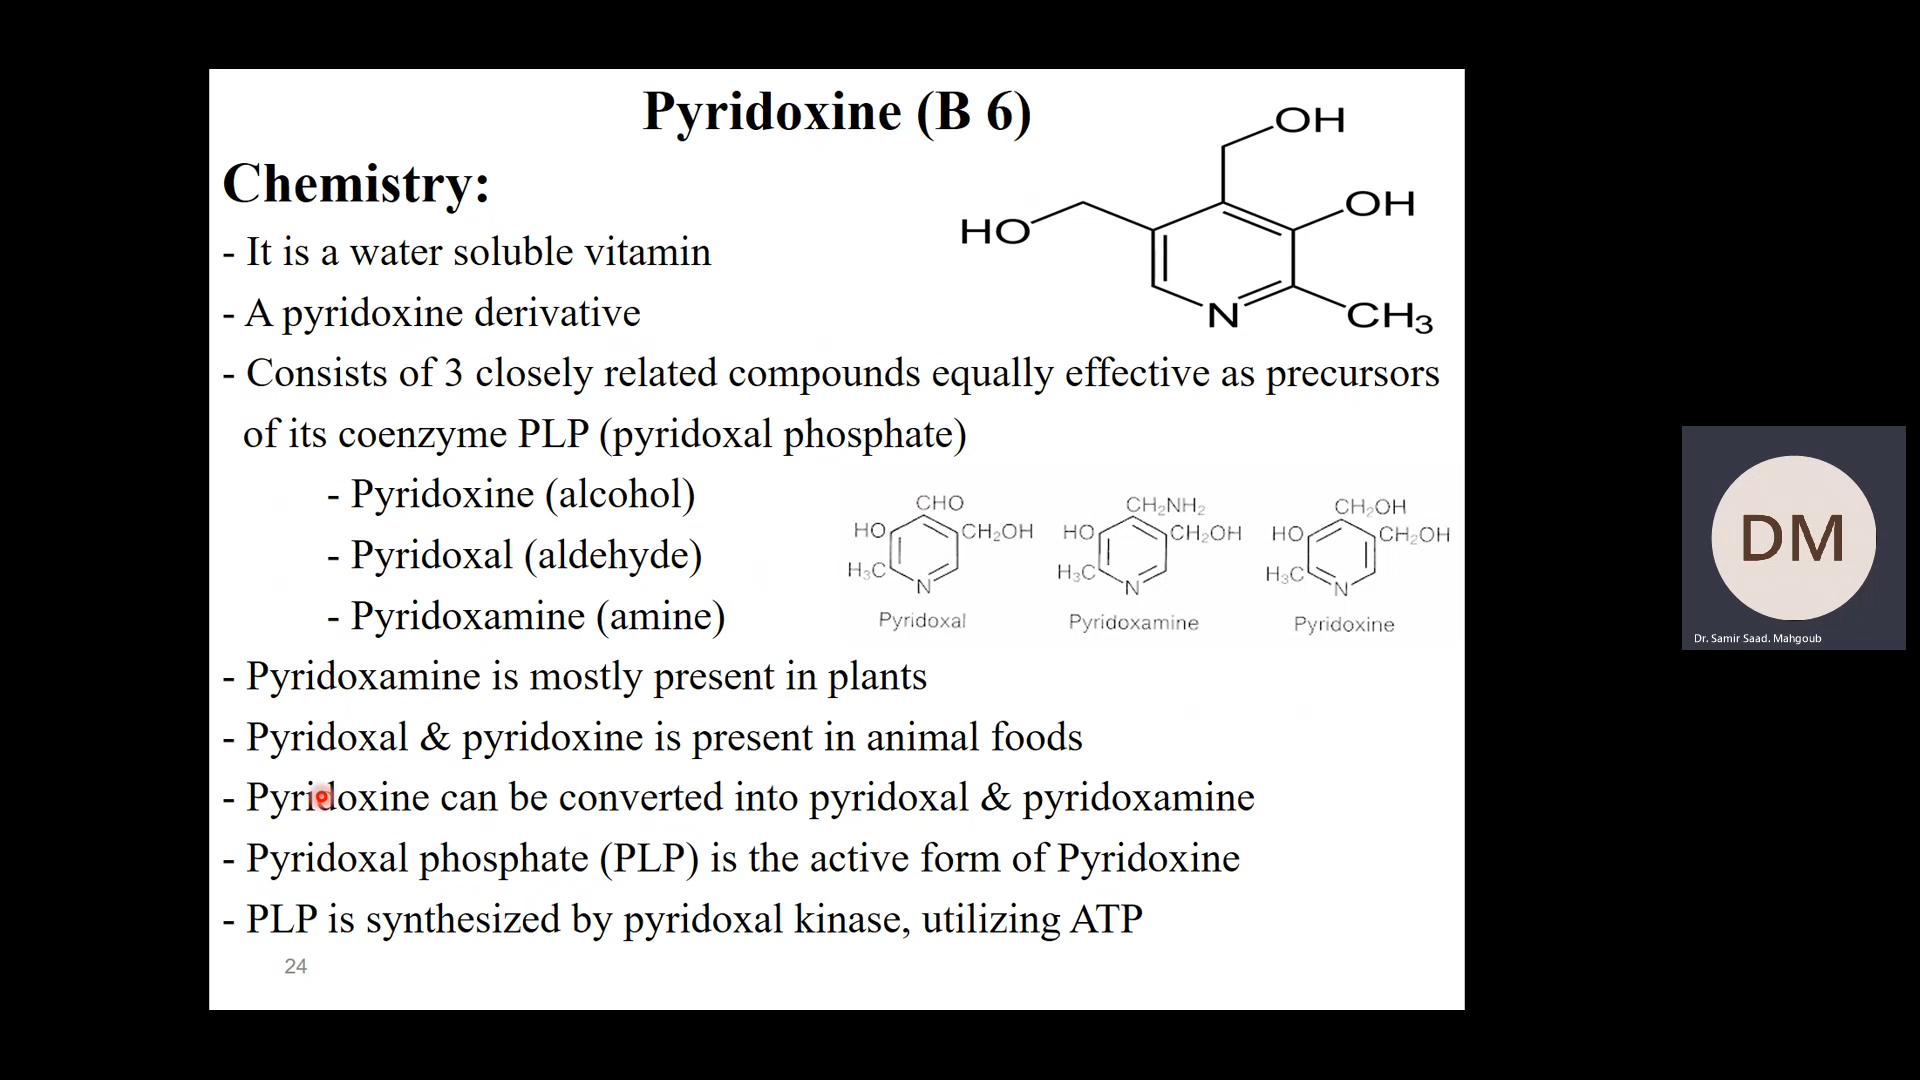 Pyridoxine (B 6)
OH
Chemistry:
OH
HO
- It is a water soluble vitamin
- A pyridoxine derivative
N
CH3
- Consists of 3 closely related compounds equally effective as precursors
of its coenzyme PLP (pyridoxal phosphate)
- Pyridoxine (alcohol)
- Pyridoxal (aldehyde)
- Pyridoxamine (amine)
CHO
HO
CH2OH
H3C
N
Pyridoxal
CH2NH2
HO
CH2OH
H3C
N
Pyridoxamine
CH2OH
HO
CH2OH
H3C
N
Pyridoxine
- Pyridoxamine is mostly present in plants
- Pyridoxal & pyridoxine is present in animal foods
- Pyridoxine can be converted into pyridoxal & pyridoxamine
- Pyridoxal phosphate (PLP) is the active form of Pyridoxine
- PLP is synthesized by pyridoxal kinase, utilizing ATP
24
DM
Dr. Samir Saad. Mahgoub